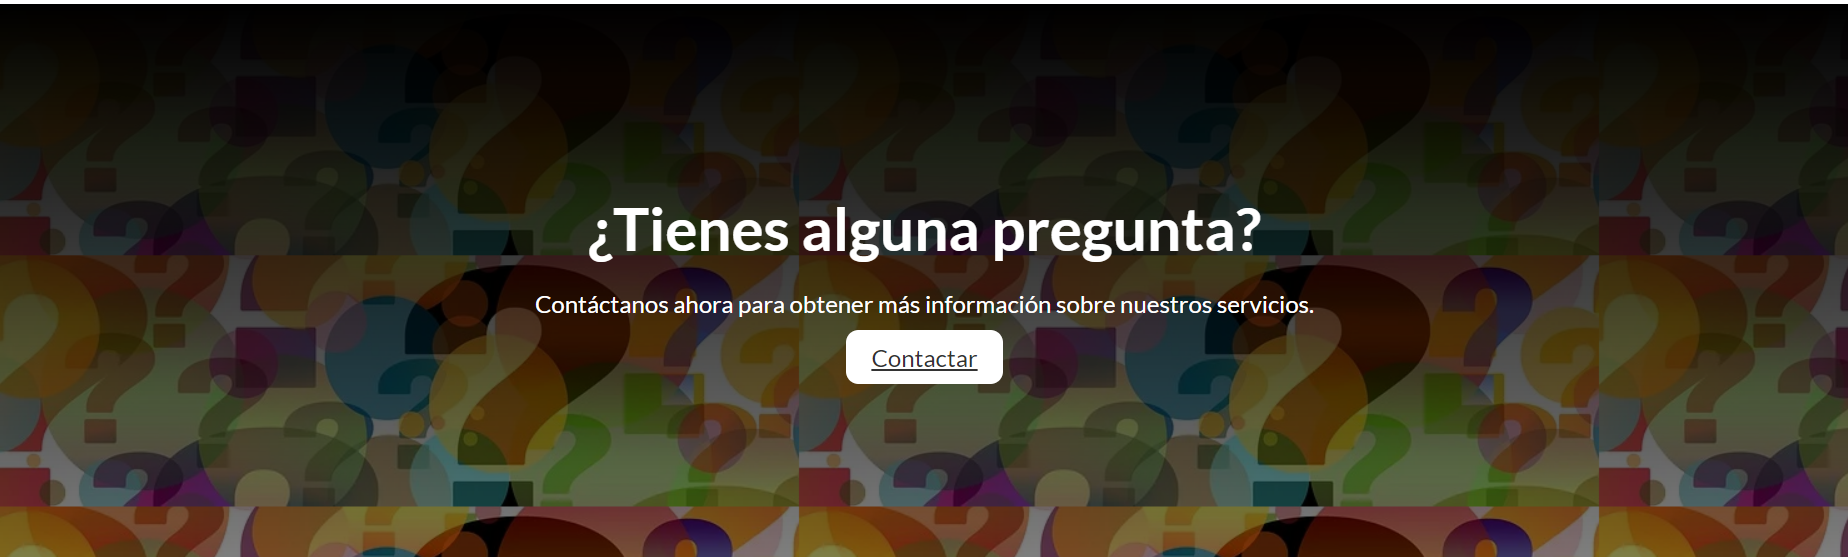 ¿Tienes alguna pregunta?
Contáctanos ahora para obtener más información sobre nuestros servicios.
Contactar